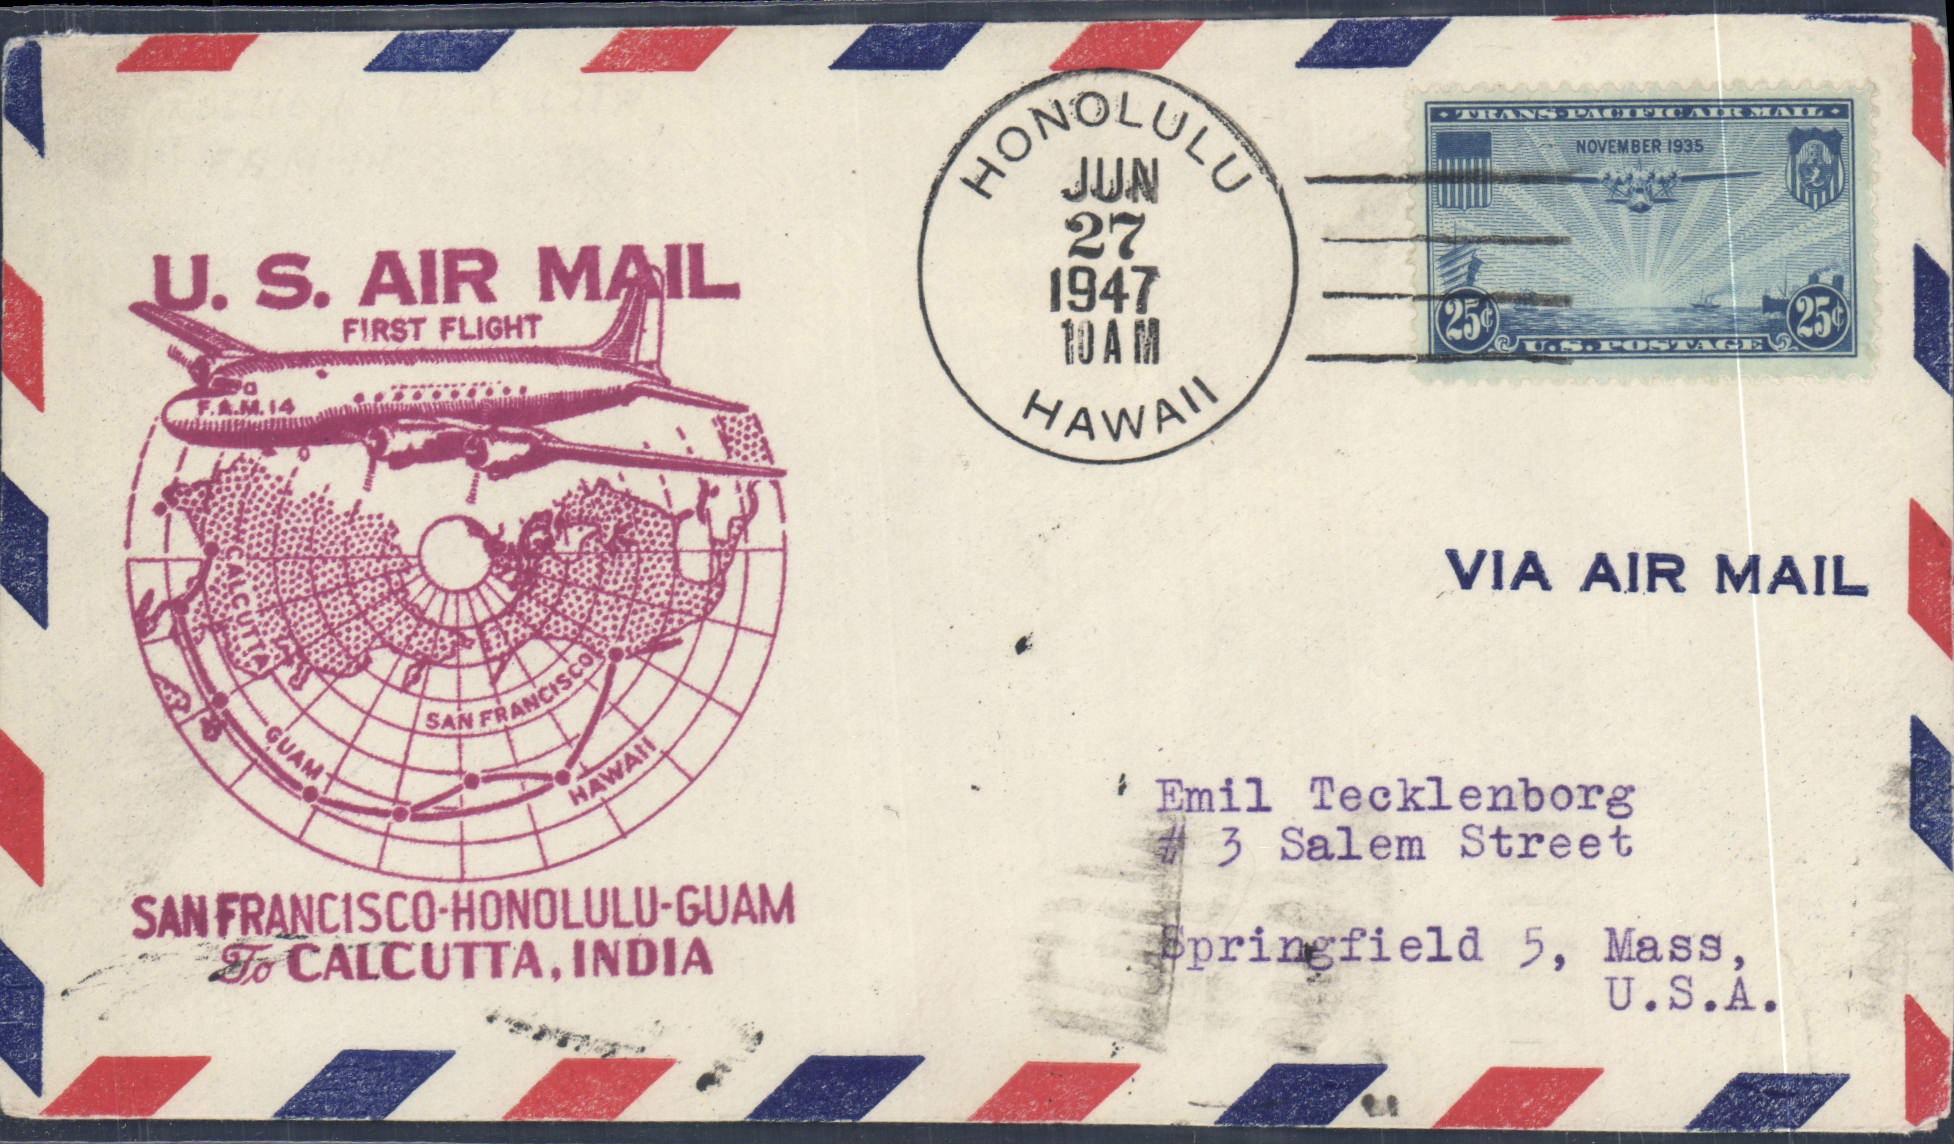 U. S. AIR MAIL
FIRST FLIGHT
F.A.M. 14
CALCUTTA
GUAM
SAN FRANCISCO
HAWAII
SAN FRANCISCO-HONOLULU-GUAM
To CALCUTTA, INDIA
HONOLULU
JUN
27
1947
10 AM
HAWAII
TRANS-PACIFIC AIR MAIL
NOVEMBER 1935
25¢ 25¢
U.S. POSTAGE
VIA AIR MAIL
Emil Tecklenborg
# 3 Salem Street
Springfield 5, Mass,
U.S.A.